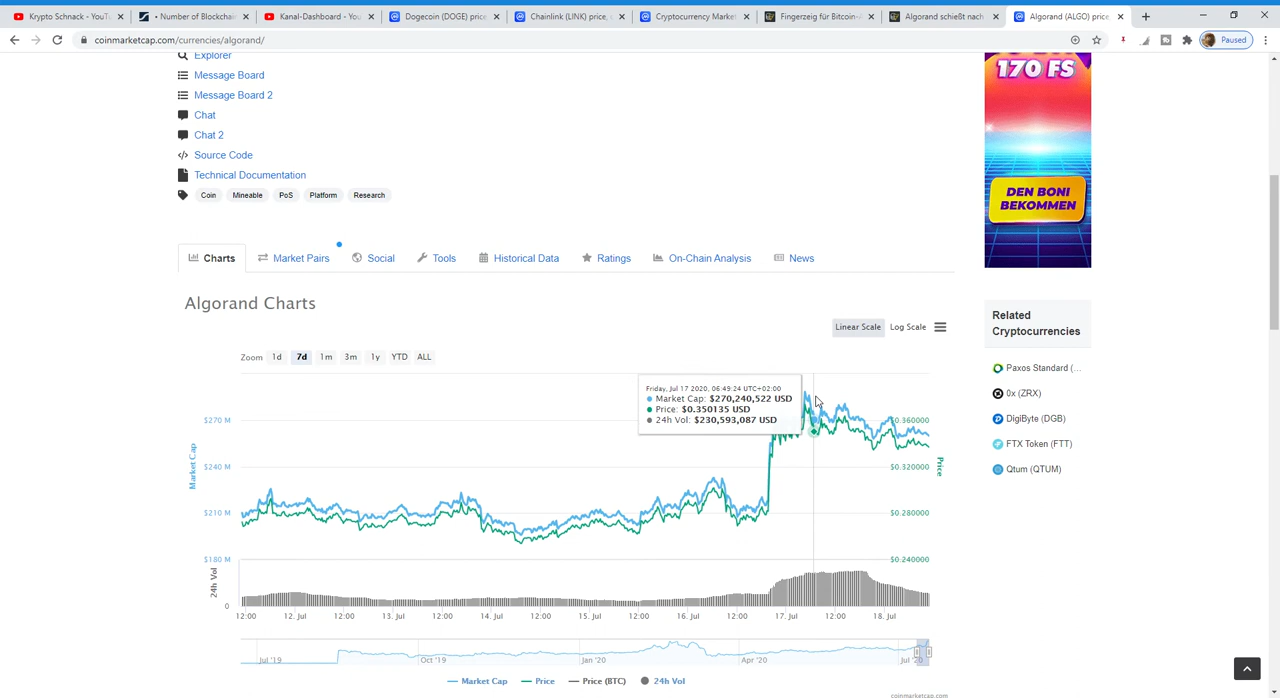 Krypto Schnack - YouTu
• Number of Blockchain
Kanal-Dashboard - You
Dogecoin (DOGE) price
Chainlink (LINK) price, c
Cryptocurrency Market
Fingerzeig für Bitcoin-A
Algorand schießt nach
Algorand (ALGO) price
coinmarketcap.com/currencies/algorand/
Paused
Explorer
Message Board
Message Board 2
Chat
Chat 2
Source Code
Technical Documentation
Coin Mineable PoS Platform Research
170 FS
DEN BONI
BEKOMMEN
Charts Market Pairs Social Tools Historical Data Ratings On-Chain Analysis News
Algorand Charts
Linear Scale Log Scale
Zoom 1d 7d 1m 3m 1y YTD ALL
Friday, Jul 17 2020, 06:49:24 UTC+02:00
Market Cap: $270,240,522 USD
Price: $0.350135 USD
24h Vol: $230,593,087 USD
$270 M
$240 M
$210 M
$180 M
Market Cap
0.360000
$0.320000
$0.280000
$0.240000
Price
24h Vol
0
12:00 12. Jul 12:00 13. Jul 12:00 14. Jul 12:00 15. Jul 12:00 16. Jul 12:00 17. Jul 12:00 18. Jul
Jul '19 Oct '19 Jan '20 Apr '20 Jul '20
Market Cap Price Price (BTC) 24h Vol
coinmarketcap.com
Related
Cryptocurrencies
Paxos Standard (...
0x (ZRX)
DigiByte (DGB)
FTX Token (FTT)
Qtum (QTUM)